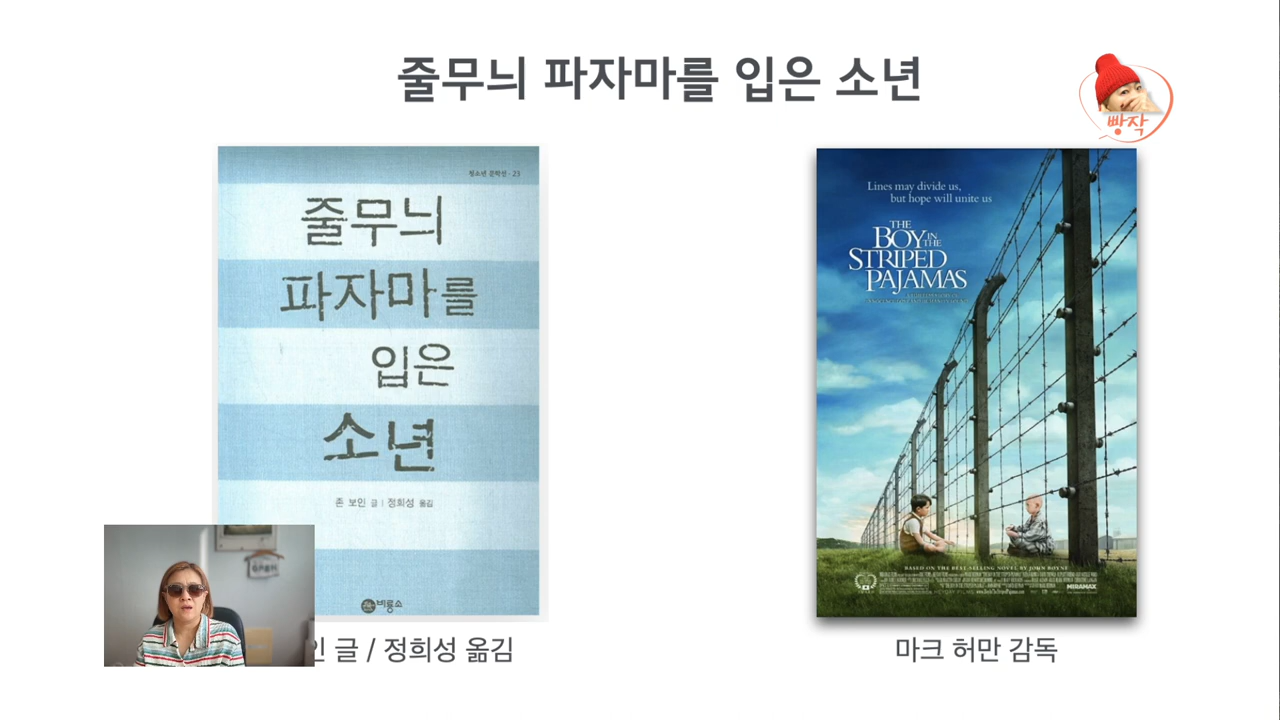 줄무늬 파자마를 입은 소년
빵작
청소년 문학선 · 23
줄무늬
파자마를
입은
소년
존 보인 글 | 정회성 옮김
비룡소
인 글 / 정희성 옮김
Lines may divide us,
but hope will unite us
THE
BOY IN THE
STRIPED
PAJAMAS
BASED ON THE BEST-SELLING NOVEL BY JOHN BOYNE
MIRAMAX
마크 허만 감독